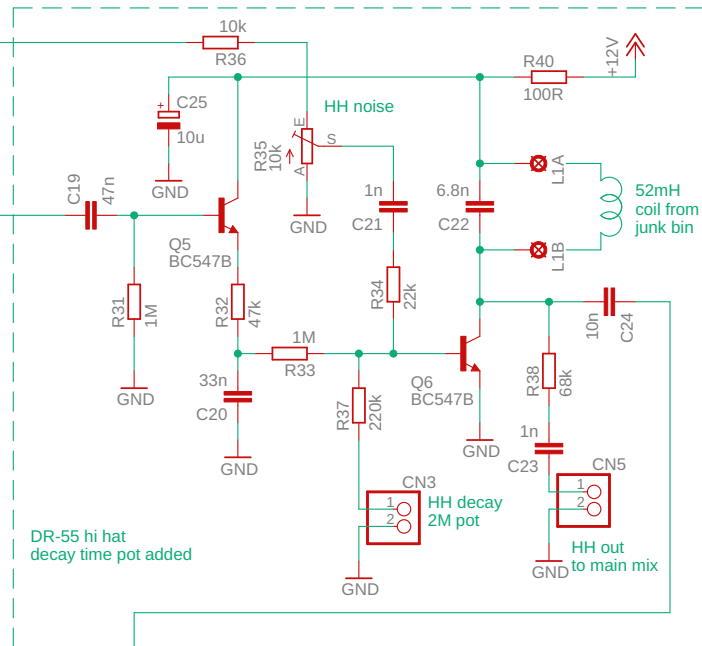 10k
R36
+12V
R40
100R
+
C25
10u
GND
HH noise
E
S
A
R35
10k
GND
C19
47n
1n
C21
6.8n
C22
L1A
L1B
52mH
coil from
junk bin
Q5
BC547B
R31
1M
R32
47k
R34
22k
10n
C24
1M
R33
GND
33n
C20
GND
R37
220k
Q6
BC547B
R38
68k
GND
1n
C23
CN3
1
2
HH decay
2M pot
GND
CN5
1
2
GND
HH out
to main mix
DR-55 hi hat
decay time pot added